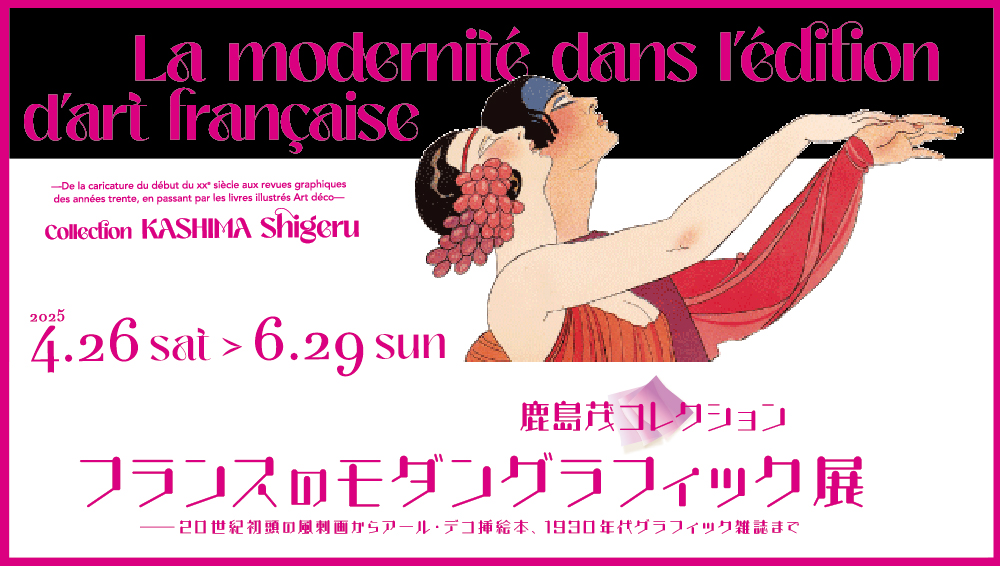 La modernité dans l'édition
d'art française
—De la caricature du début du xxᵉ siècle aux revues graphiques
des années trente, en passant par les livres illustrés Art déco—
Collection KASHIMA Shigeru
2025
4.26 sat > 6.29 sun
鹿島茂コレクション
フランスのモダングラフィック展
——20世紀初頭の風刺画からアール・デコ挿絵本、1930年代グラフィック雑誌まで